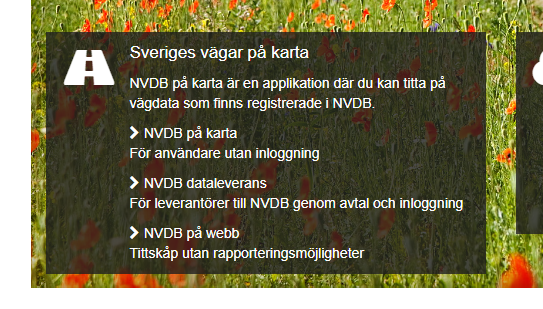 Sveriges vägar på karta
NVDB på karta är en applikation där du kan titta på
vägdata som finns registrerade i NVDB.
NVDB på karta
För användare utan inloggning
NVDB dataleverans
För leverantörer till NVDB genom avtal och inloggning
NVDB på webb
Tittskåp utan rapporteringsmöjligheter